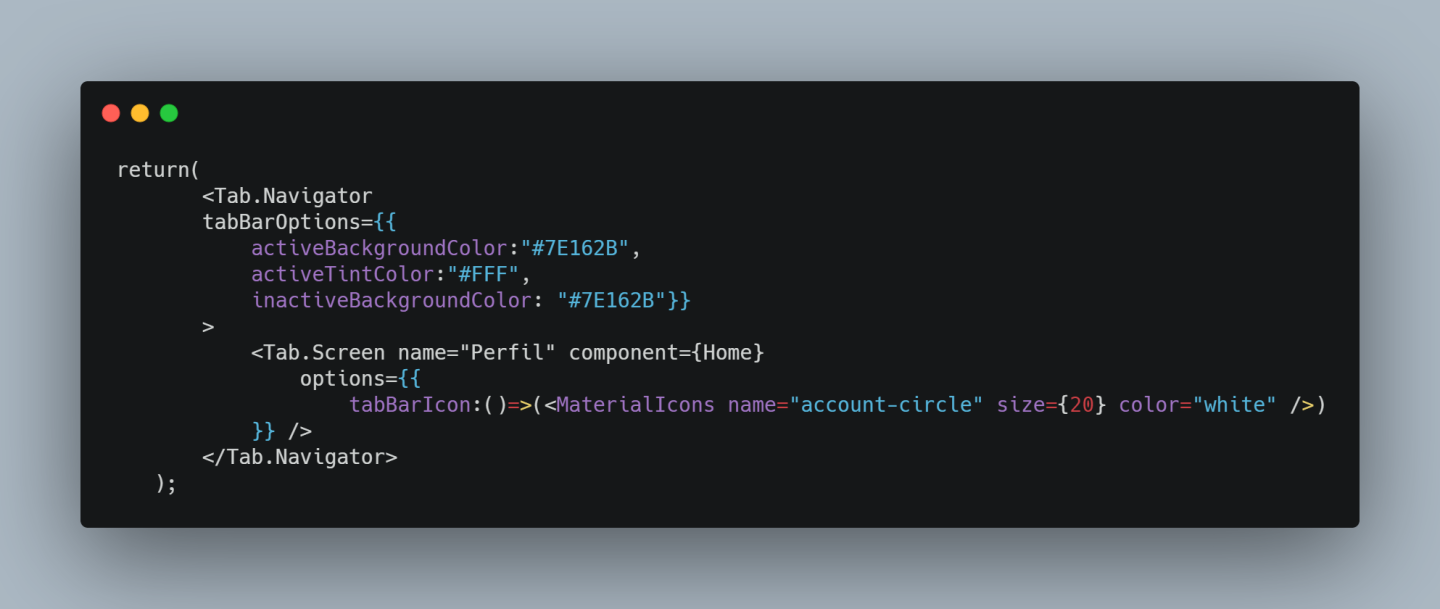 return(
        <Tab.Navigator
        tabBarOptions={{
            activeBackgroundColor:"#7E162B",
            activeTintColor:"#FFF",
            inactiveBackgroundColor: "#7E162B"}}
        >
            <Tab.Screen name="Perfil" component={Home}
                options={{
                    tabBarIcon:()=>(<MaterialIcons name="account-circle" size={20} color="white" />)
            }} />
        </Tab.Navigator>
    );